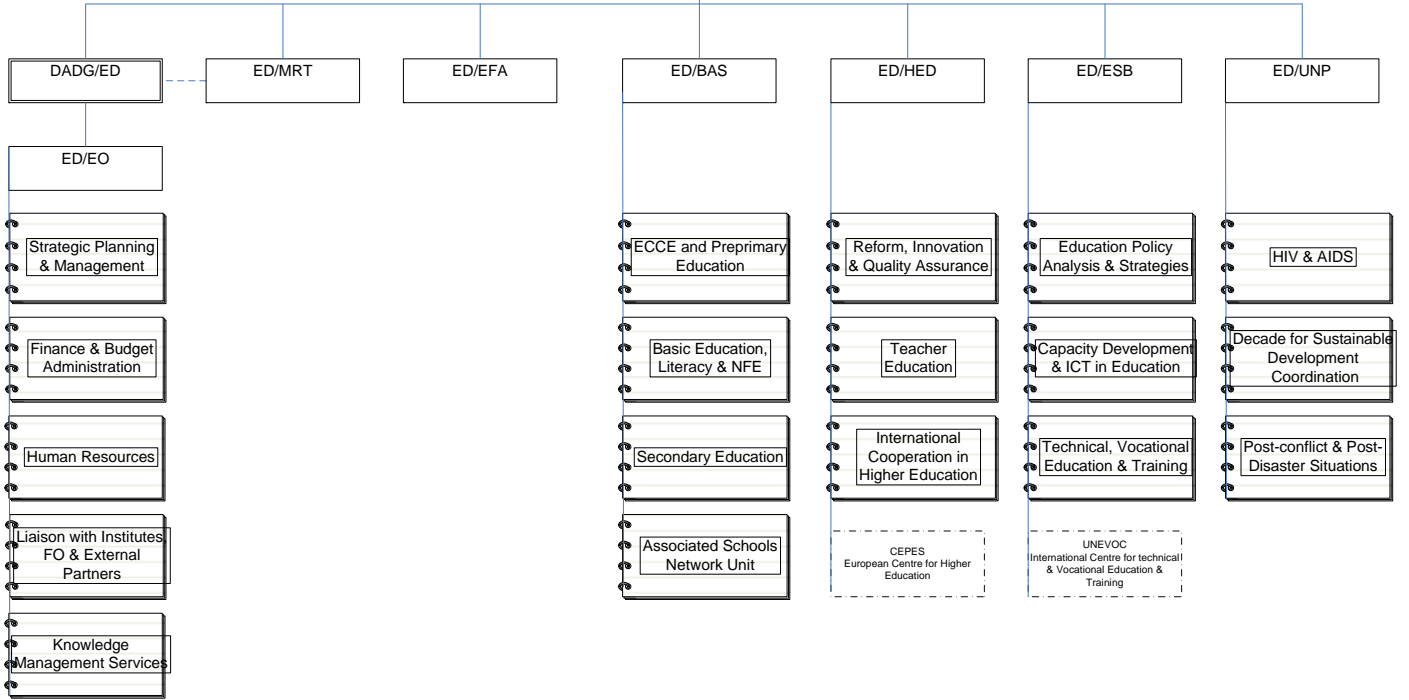 DADG/ED
ED/MRT
ED/EFA
ED/BAS
ED/HED
ED/ESB
ED/UNP
ED/EO
Strategic Planning
& Management
Finance & Budget
Administration
Human Resources
Liaison with Institutes,
FO & External
Partners
Knowledge
Management Services
ECCE and Preprimary
Education
Basic Education,
Literacy & NFE
Secondary Education
Associated Schools
Network Unit
Reform, Innovation
& Quality Assurance
Teacher
Education
International
Cooperation in
Higher Education
CEPES
European Centre for Higher
Education
Education Policy
Analysis & Strategies
Capacity Development
& ICT in Education
Technical, Vocational
Education & Training
UNEVOC
International Centre for technical
& Vocational Education &
Training
HIV & AIDS
Decade for Sustainable
Development
Coordination
Post-conflict & Post-
Disaster Situations